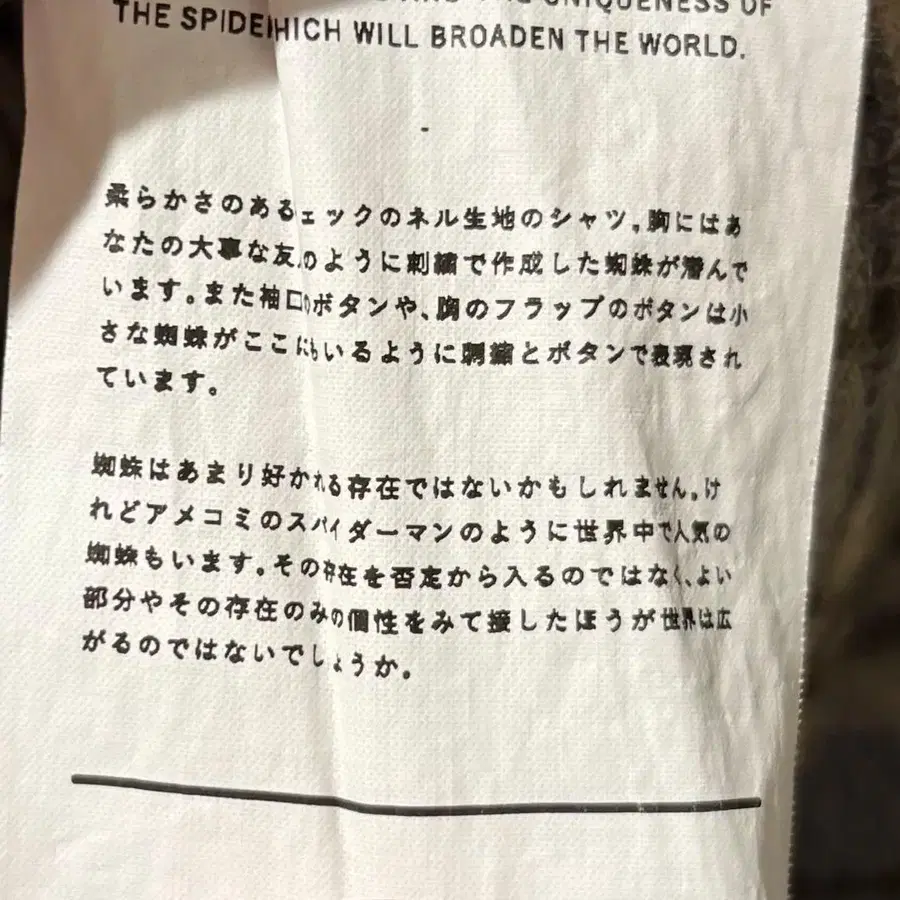 UNIQUENESS OF
THE SPIDE HICH WILL BROADEN THE WORLD.
-
柔らかさのあるェックのネル生地のシャツ。胸にはあ
なたの大事な友のように刺繍で作成した蜘蛛が潜んで
います。また袖口のボタンや、胸のフラップのボタンは小
さな蜘蛛がここにもいるように刺繍とボタンで表現され
ています。
蜘蛛はあまり好かれる存在ではないかもしれません。け
れどアメコミのスパイダーマンのように世界中で人気の
蜘蛛もいます。その存在を否定から入るのではなく、よい
部分やその存在のみの個性をみて接したほうが世界は広
がるのではないでしょうか。